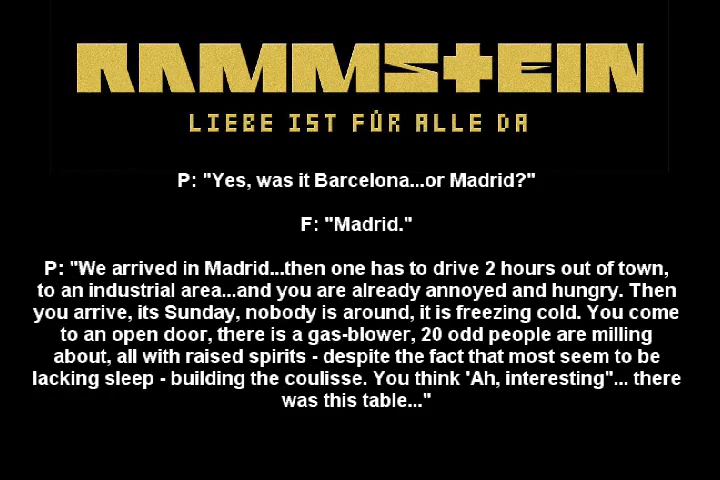 RAMMSTEIN
LIEBE IST FÜR ALLE DA
P: "Yes, was it Barcelona...or Madrid?"
F: "Madrid."
P: "We arrived in Madrid...then one has to drive 2 hours out of town,
to an industrial area...and you are already annoyed and hungry. Then
you arrive, its Sunday, nobody is around, it is freezing cold. You come
to an open door, there is a gas-blower, 20 odd people are milling
about, all with raised spirits - despite the fact that most seem to be
lacking sleep - building the coulisse. You think 'Ah, interesting"... there
was this table..."